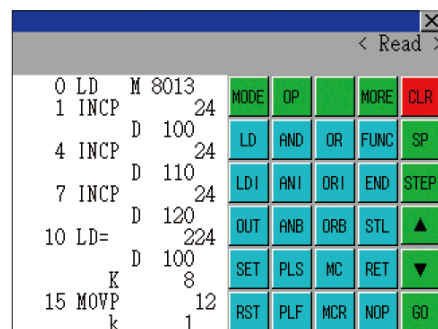 < Read >
0 LD M 8013
1 INCP 24
D 100
4 INCP 24
D 110
7 INCP 24
D 120
10 LD= 224
D 100
K 8
15 MOVP 12
k 1
MODE OP MORE CLR
LD AND OR FUNC SP
LDI ANI ORI END STEP
OUT ANB ORB STL ▲
SET PLS MC RET ▼
RST PLF MCR NOP GO